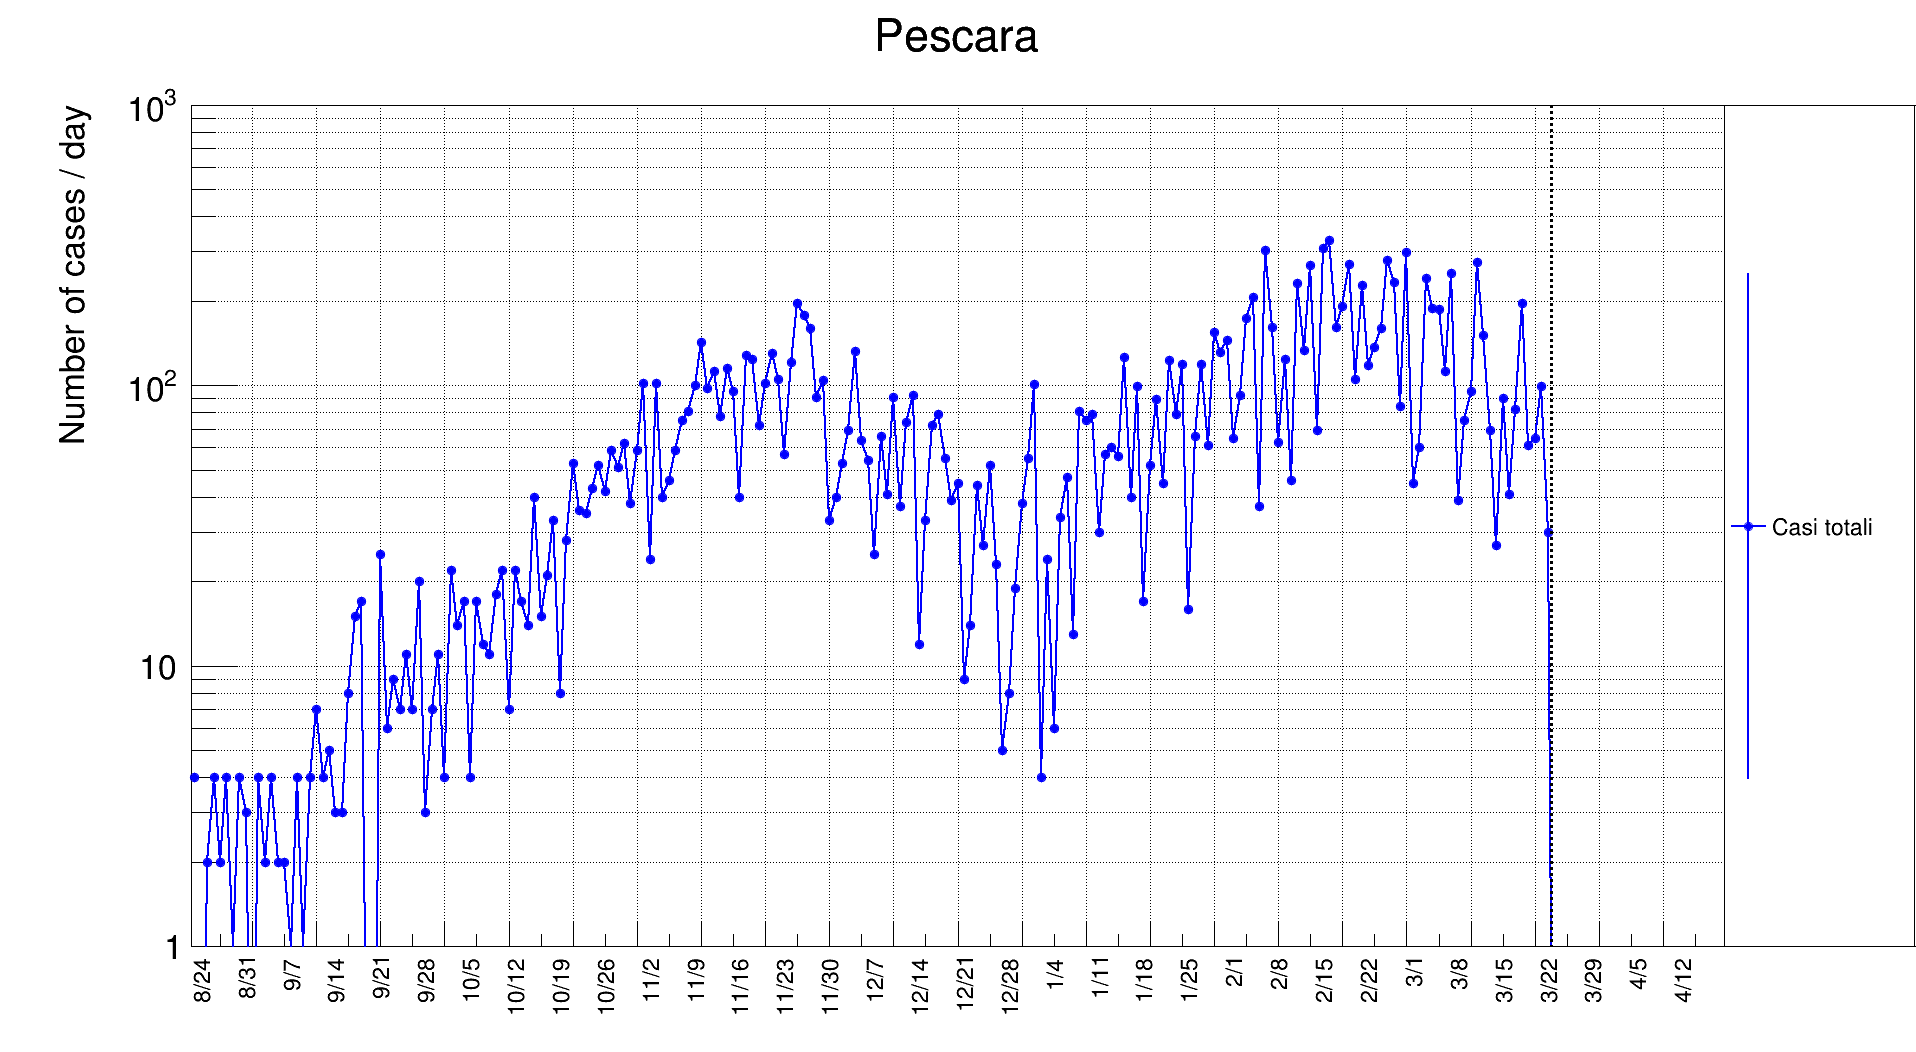 Pescara
Number of cases / day
10³
10²
10
1
8/24 8/31 9/7 9/14 9/21 9/28 10/5 10/12 10/19 10/26 11/2 11/9 11/16 11/23 11/30 12/7 12/14 12/21 12/28 1/4 1/11 1/18 1/25 2/1 2/8 2/15 2/22 3/1 3/8 3/15 3/22 3/29 4/5 4/12
Casi totali